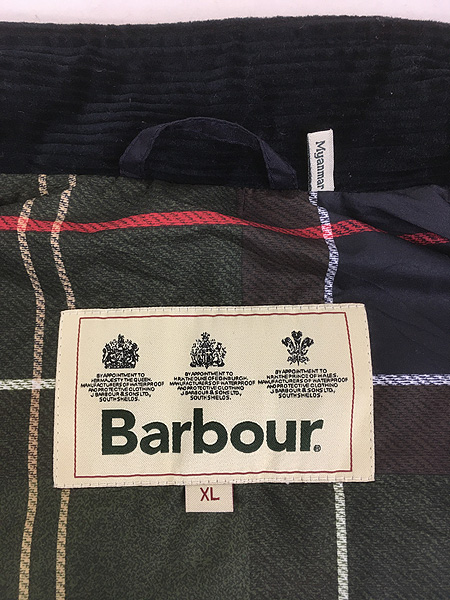 Myanmar
BY APPOINTMENT TO
HER MAJESTY THE QUEEN.
MANUFACTURERS OF WATERPROOF
AND PROTECTIVE CLOTHING
J. BARBOUR & SONS LTD,
SOUTH SHIELDS.
BY APPOINTMENT TO
H.R.H. THE DUKE OF EDINBURGH.
MANUFACTURERS OF WATERPROOF
AND PROTECTIVE CLOTHING
J. BARBOUR & SONS LTD,
SOUTH SHIELDS.
BY APPOINTMENT TO
H.R.H. THE PRINCE OF WALES.
MANUFACTURERS OF WATERPROOF
AND PROTECTIVE CLOTHING
J. BARBOUR & SONS LTD,
SOUTH SHIELDS.
Barbour®
XL